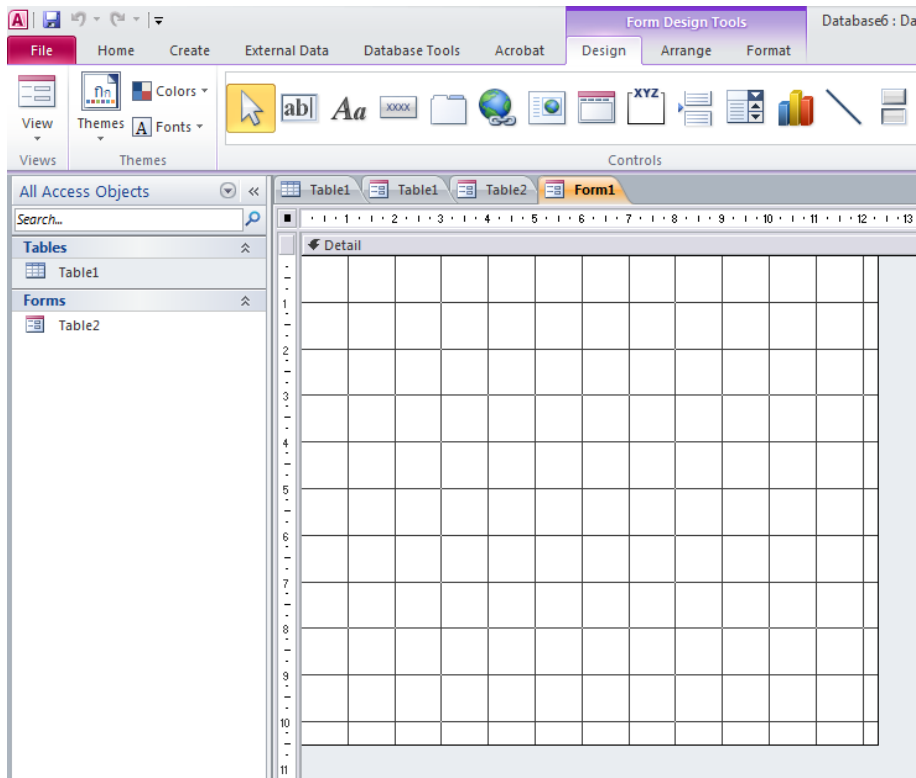 Form Design Tools Database6 : Da
File Home Create External Data Database Tools Acrobat Design Arrange Format
View Themes Colors Fonts ab| Aa xxxx XYZ
Views Themes Controls
All Access Objects Table1 Table1 Table2 Form1
Search...
1 2 3 4 5 6 7 8 9 10 11 12 13
Tables Detail
Table1
Forms
Table2
1
2
3
4
5
6
7
8
9
10
11